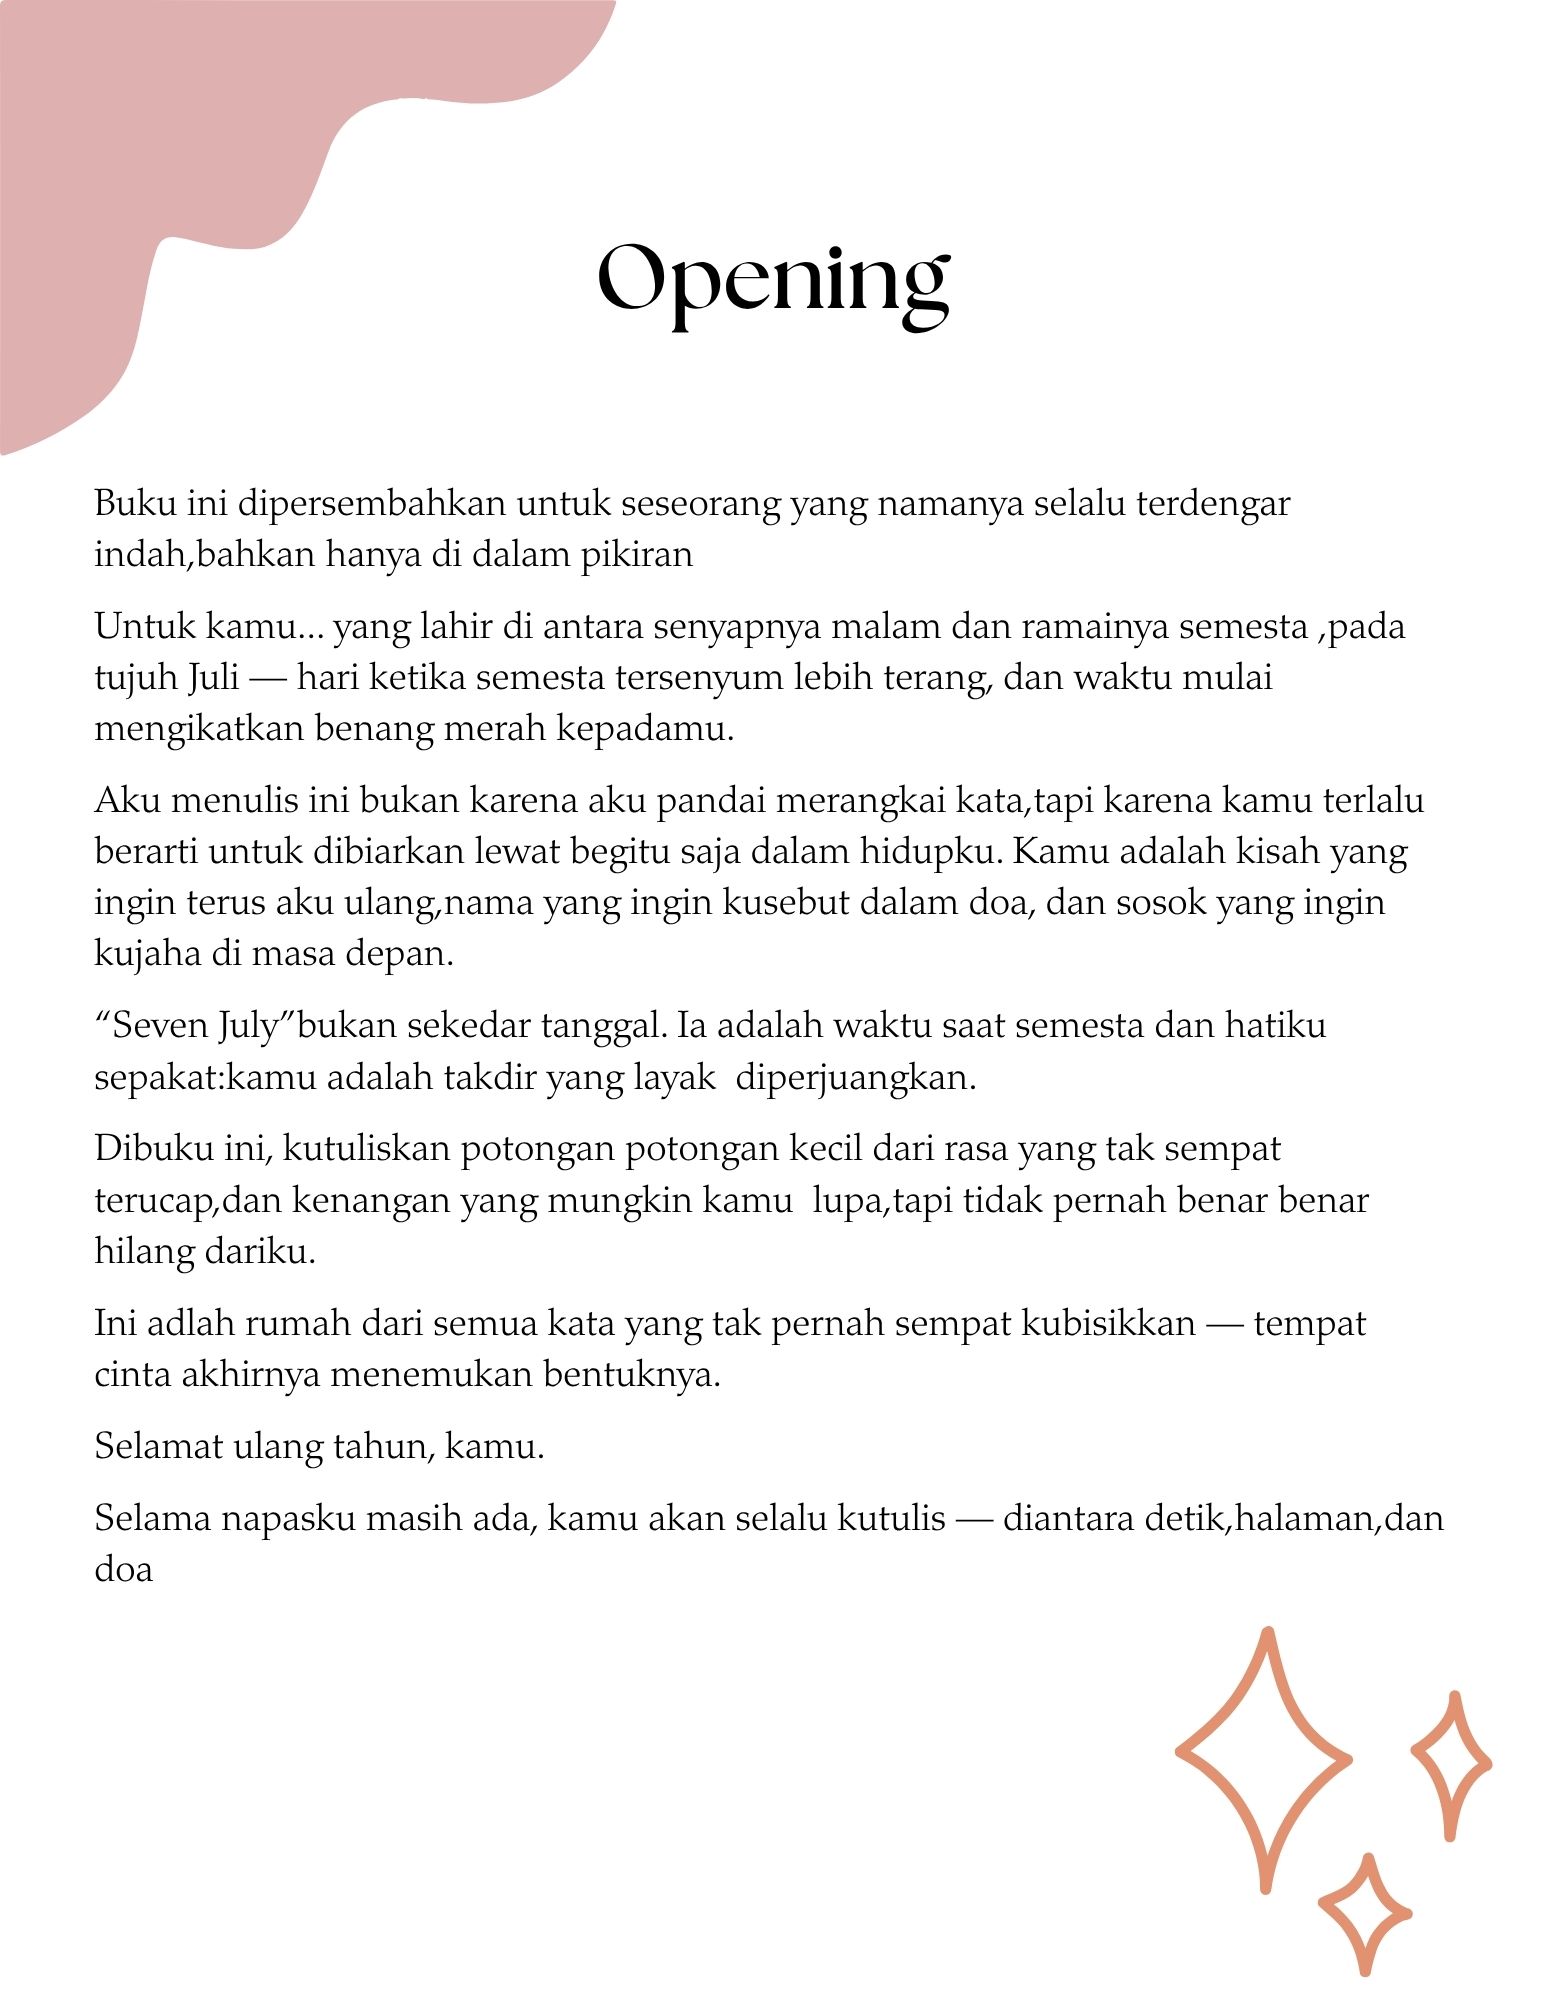 Opening
Buku ini dipersembahkan untuk seseorang yang namanya selalu terdengar
indah,bahkan hanya di dalam pikiran
Untuk kamu... yang lahir di antara senyapnya malam dan ramainya semesta ,pada
tujuh Juli — hari ketika semesta tersenyum lebih terang, dan waktu mulai
mengikatkan benang merah kepadamu.
Aku menulis ini bukan karena aku pandai merangkai kata,tapi karena kamu terlalu
berarti untuk dibiarkan lewat begitu saja dalam hidupku. Kamu adalah kisah yang
ingin terus aku ulang,nama yang ingin kusebut dalam doa, dan sosok yang ingin
kujaha di masa depan.
“Seven July”bukan sekedar tanggal. Ia adalah waktu saat semesta dan hatiku
sepakat:kamu adalah takdir yang layak  diperjuangkan.
Dibuku ini, kutuliskan potongan potongan kecil dari rasa yang tak sempat
terucap,dan kenangan yang mungkin kamu  lupa,tapi tidak pernah benar benar
hilang dariku.
Ini adlah rumah dari semua kata yang tak pernah sempat kubisikkan — tempat
cinta akhirnya menemukan bentuknya.
Selamat ulang tahun, kamu.
Selama napasku masih ada, kamu akan selalu kutulis — diantara detik,halaman,dan
doa